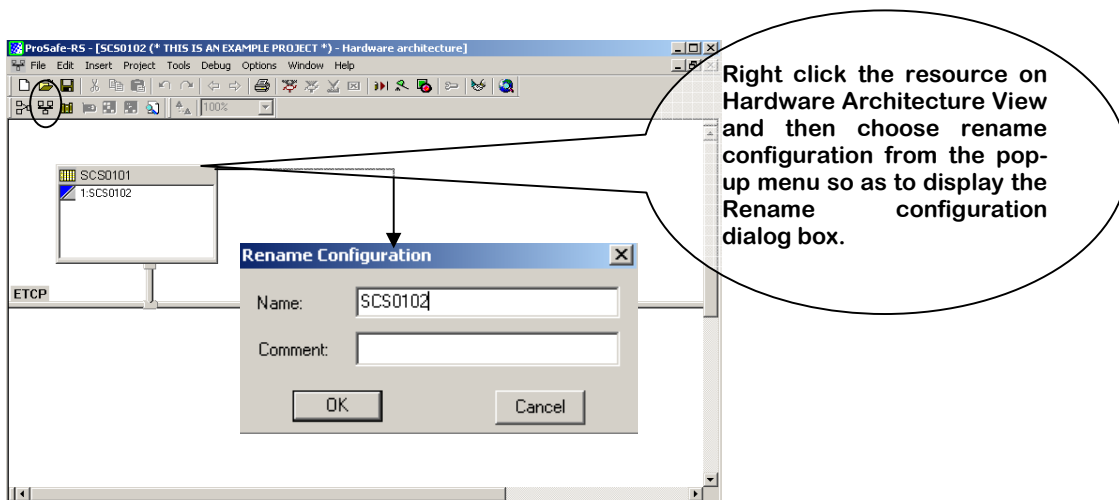 ProSafe-RS - [SCS0102 (* THIS IS AN EXAMPLE PROJECT *) - Hardware architecture]
File Edit Insert Project Tools Debug Options Window Help
100%
SCS0101
1:SCS0102
ETCP
Rename Configuration
Name: SCS0102
Comment:
OK Cancel
Right click the resource on
Hardware Architecture View
and then choose rename
configuration from the pop-
up menu so as to display the
Rename configuration
dialog box.